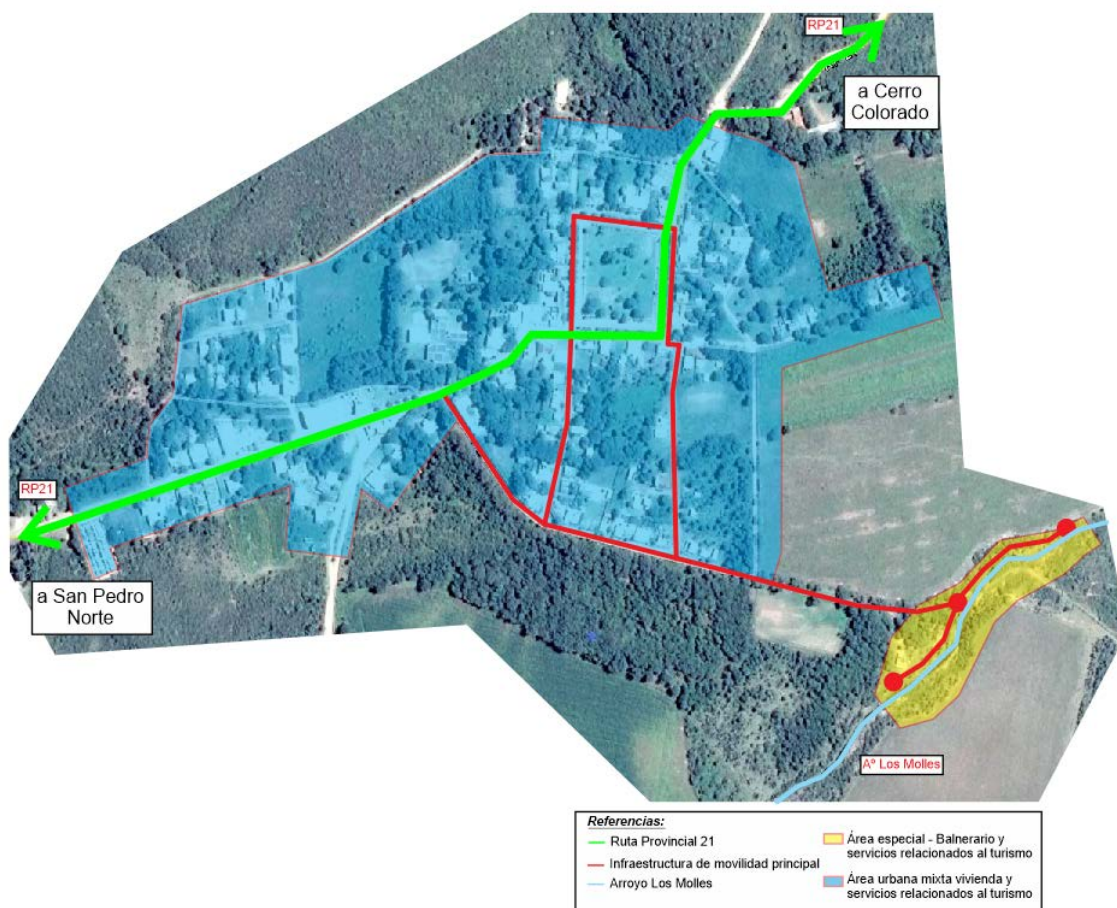 RP21
a Cerro
Colorado
RP21
a San Pedro
Norte
Aº Los Molles
Referencias:
Ruta Provincial 21
Infraestructura de movilidad principal
Arroyo Los Molles
Área especial - Balnerario y
servicios relacionados al turismo
Área urbana mixta vivienda y
servicios relacionados al turismo